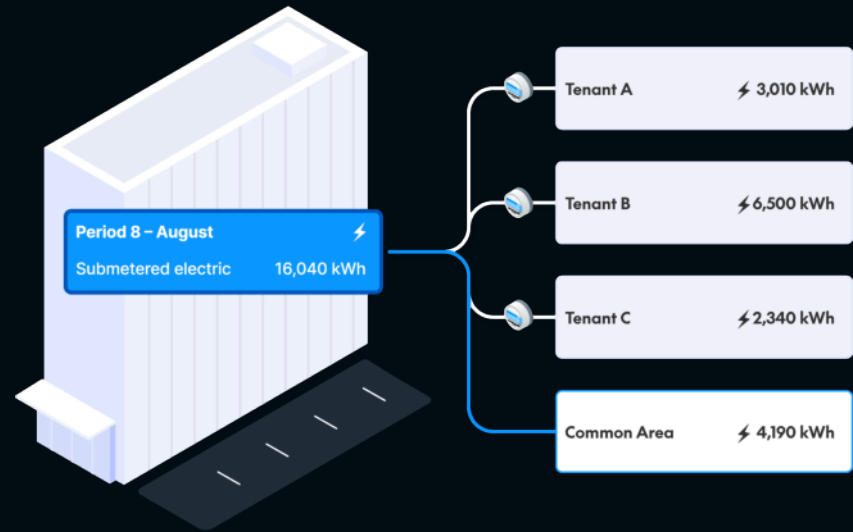 Period 8 – August
Submetered electric 16,040 kWh
Tenant A 3,010 kWh
Tenant B 6,500 kWh
Tenant C 2,340 kWh
Common Area 4,190 kWh